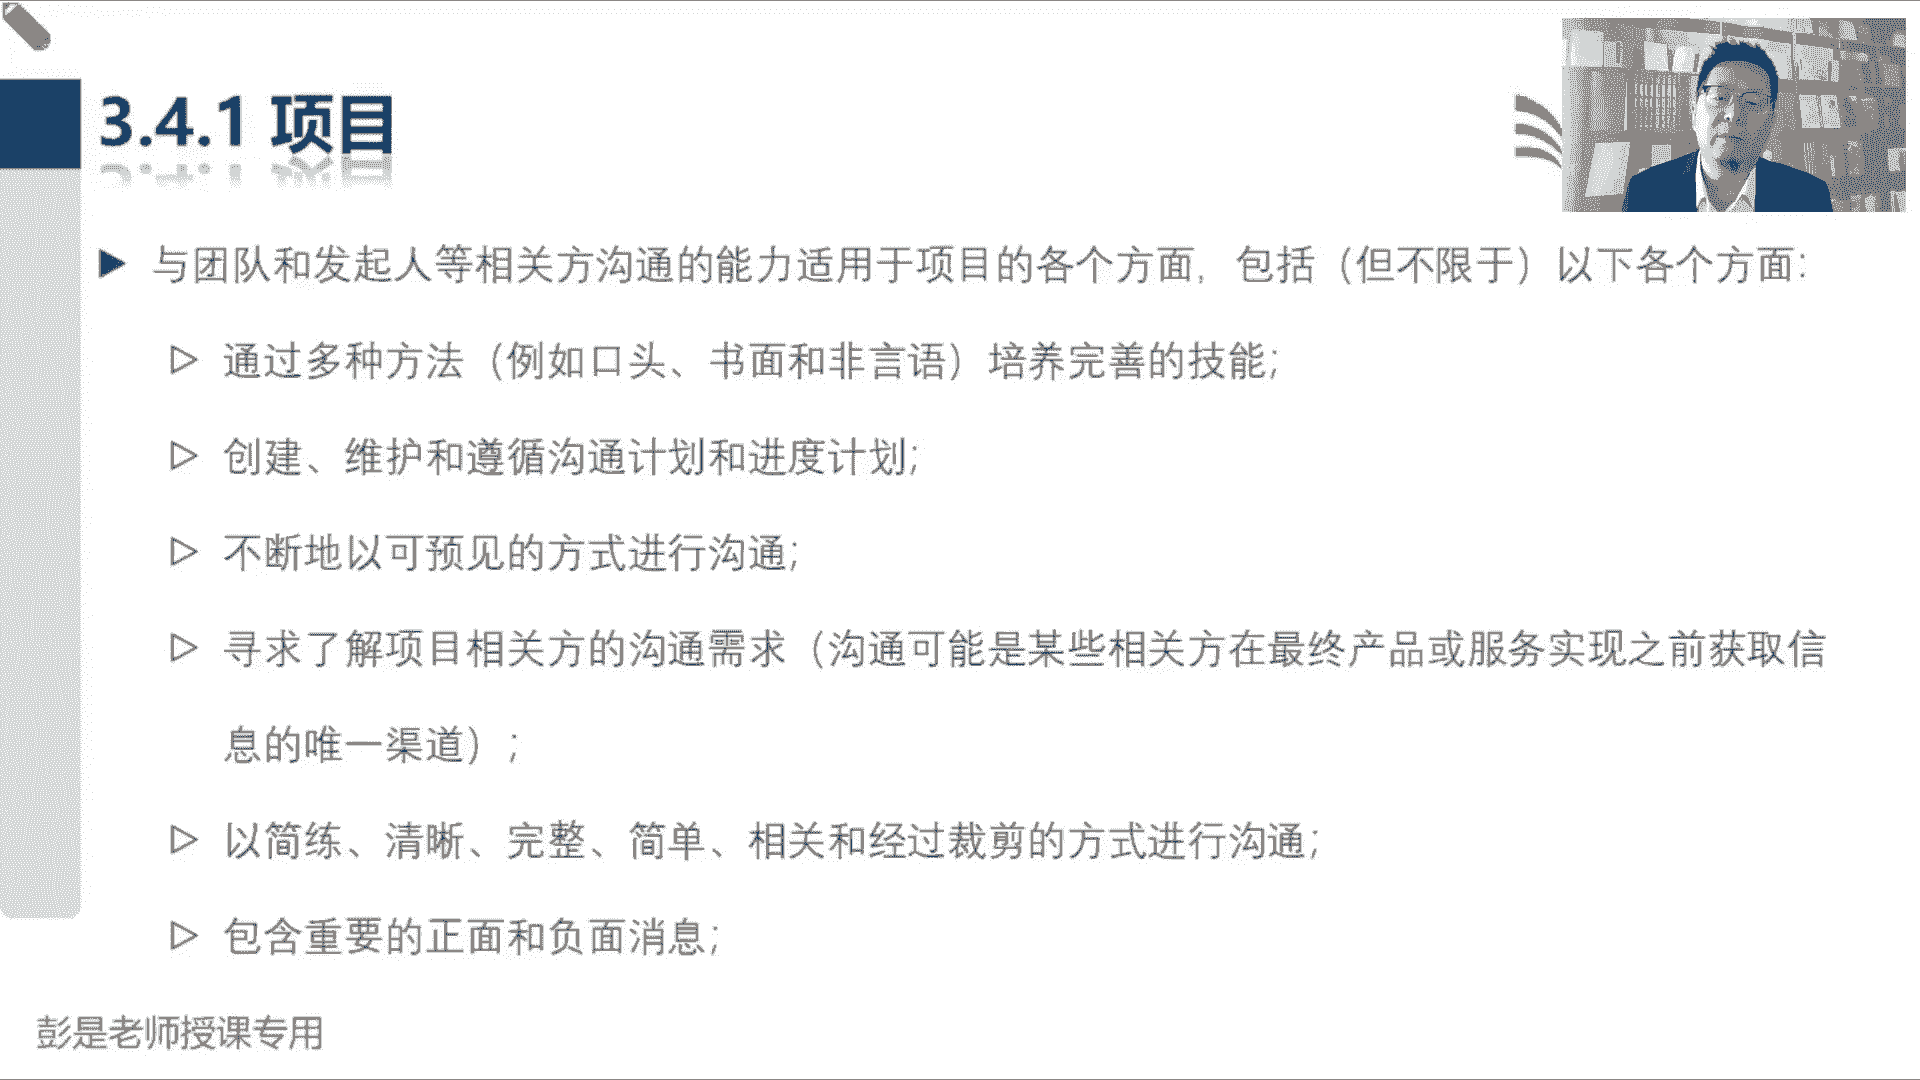 3.4.1 项目
与团队和发起人等相关方沟通的能力适用于项目的各个方面，包括（但不限于）以下各个方面：
通过多种方法（例如口头、书面和非言语）培养完善的技能；
创建、维护和遵循沟通计划和进度计划；
不断地以可预见的方式进行沟通；
寻求了解项目相关方的沟通需求（沟通可能是某些相关方在最终产品或服务实现之前获取信
息的唯一渠道）；
以简练、清晰、完整、简单、相关和经过裁剪的方式进行沟通；
包含重要的正面和负面消息；
彭是老师授课专用